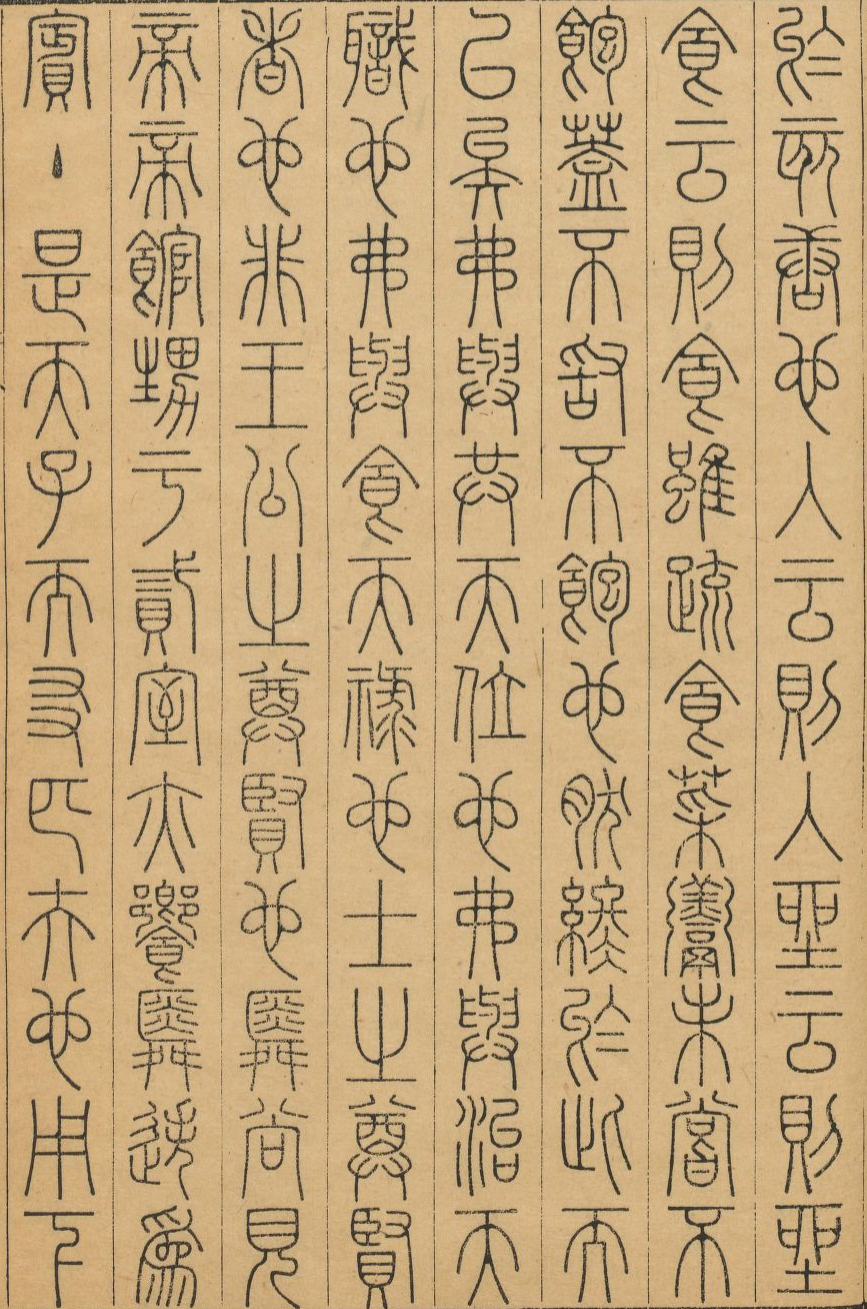 於亥唐也入云則入坐云則坐
食云則食雖疏食菜羹未嘗不
飽蓋不敢不飽也然終於此而
已矣弗與共天位也弗與治天
職也弗與食天祿也士之尊賢
者也非王公之尊賢也舜尚見
帝帝館甥于貳室亦饗舜迭為
賓丶是天子而友匹夫也用下